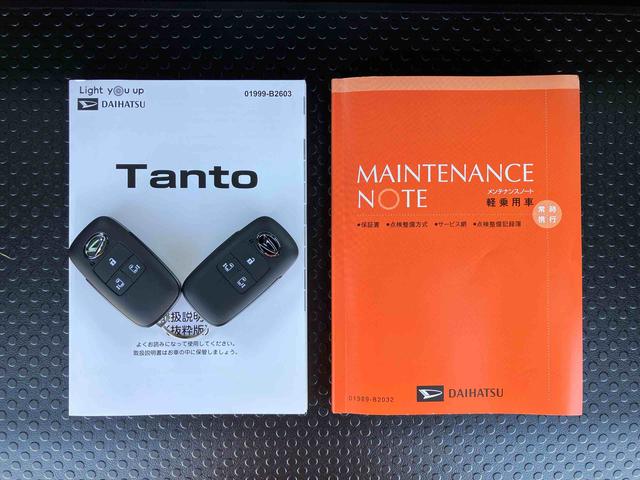 Light you up
DAIHATSU
01999-B2603
Tanto
扱説明
(抜粋版)
よくお読みになって使用してください。
取扱説明書はお車の中に保管しましょう。
MAINTENANCE
NOTE
メンテナンスノート
軽乗用車
常時
携行
●保証書 ●点検整備方式 ●サービス網 ●点検整備記録簿
DAIHATSU
01989-B2032